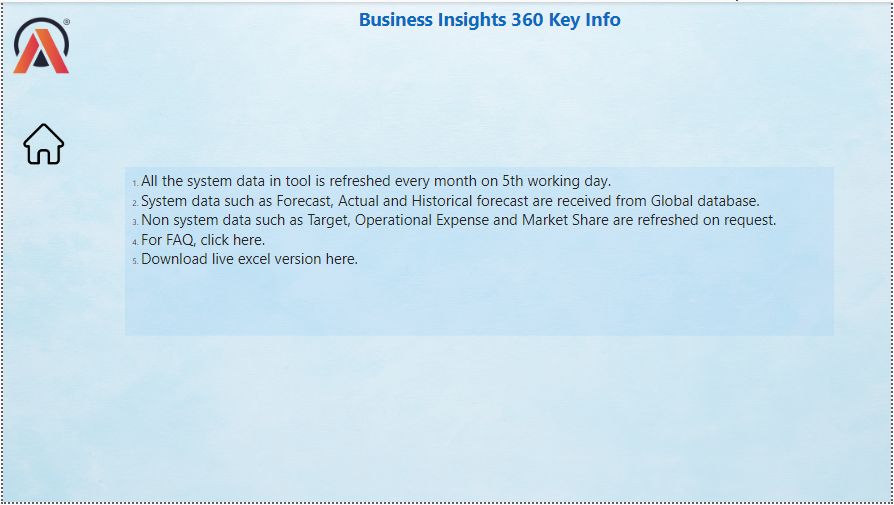 ®
Business Insights 360 Key Info
1. All the system data in tool is refreshed every month on 5th working day.
2. System data such as Forecast, Actual and Historical forecast are received from Global database.
3. Non system data such as Target, Operational Expense and Market Share are refreshed on request.
4. For FAQ, click here.
5. Download live excel version here.